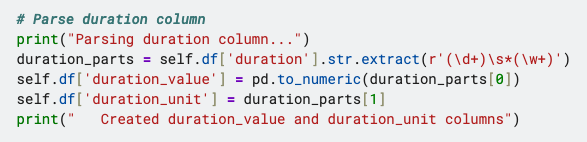 # Parse duration column
print("Parsing duration column...")
duration_parts = self.df['duration'].str.extract(r'(\d+)\s*(\w+)')
self.df['duration_value'] = pd.to_numeric(duration_parts[0])
self.df['duration_unit'] = duration_parts[1]
print("   Created duration_value and duration_unit columns")